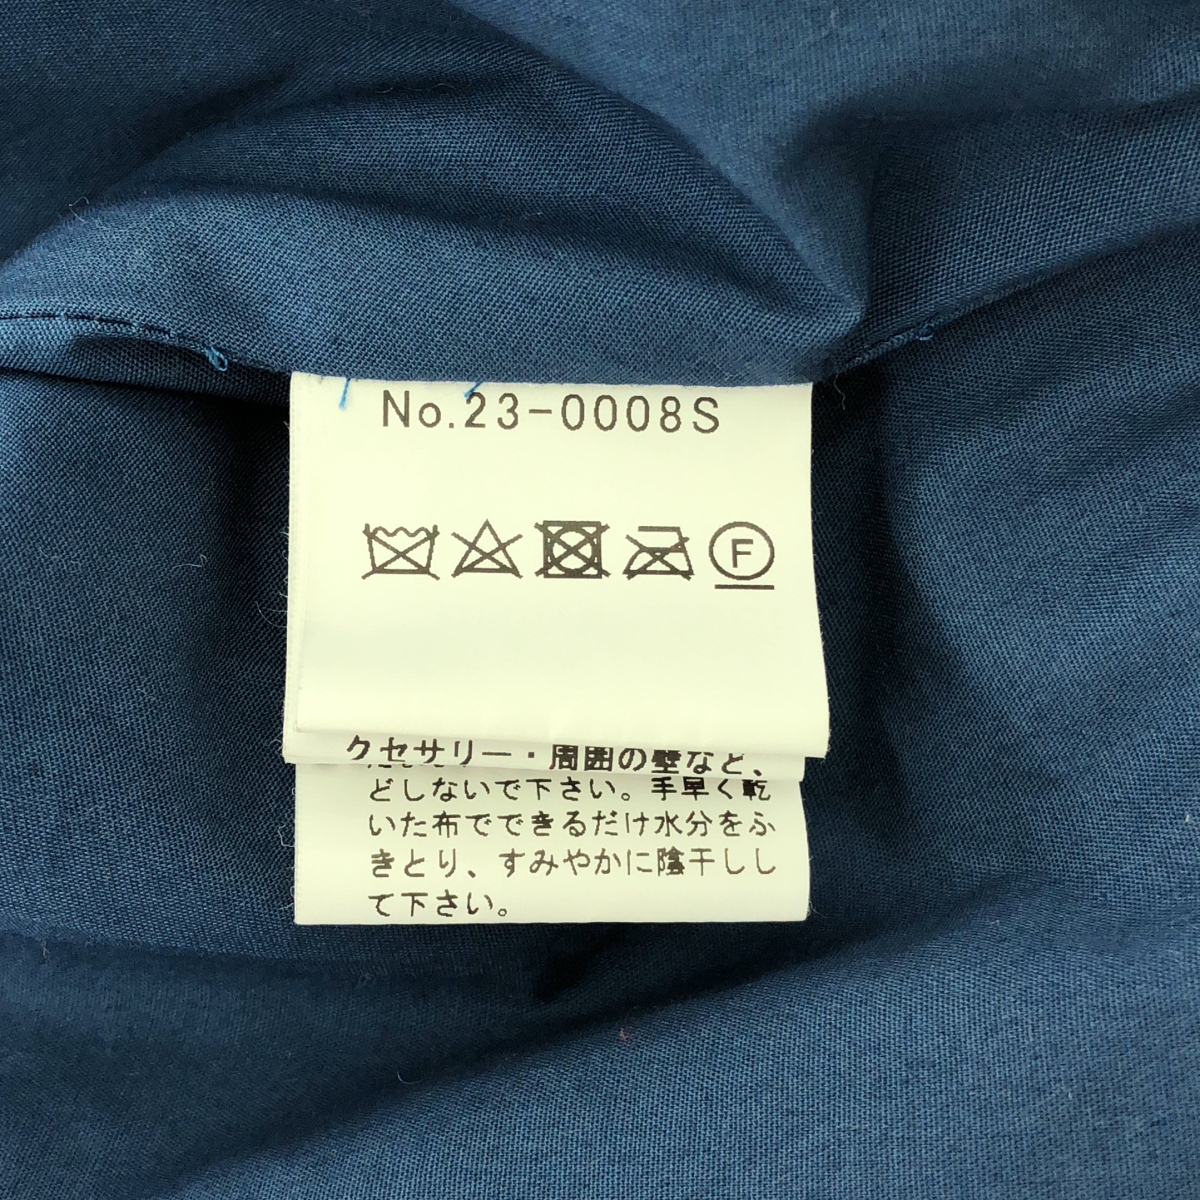 No.23-0008S
F
クセサリー・周囲の壁など、
どしないで下さい。手早く乾
いた布でできるだけ水分をふ
きとり、すみやかに陰干しし
て下さい。